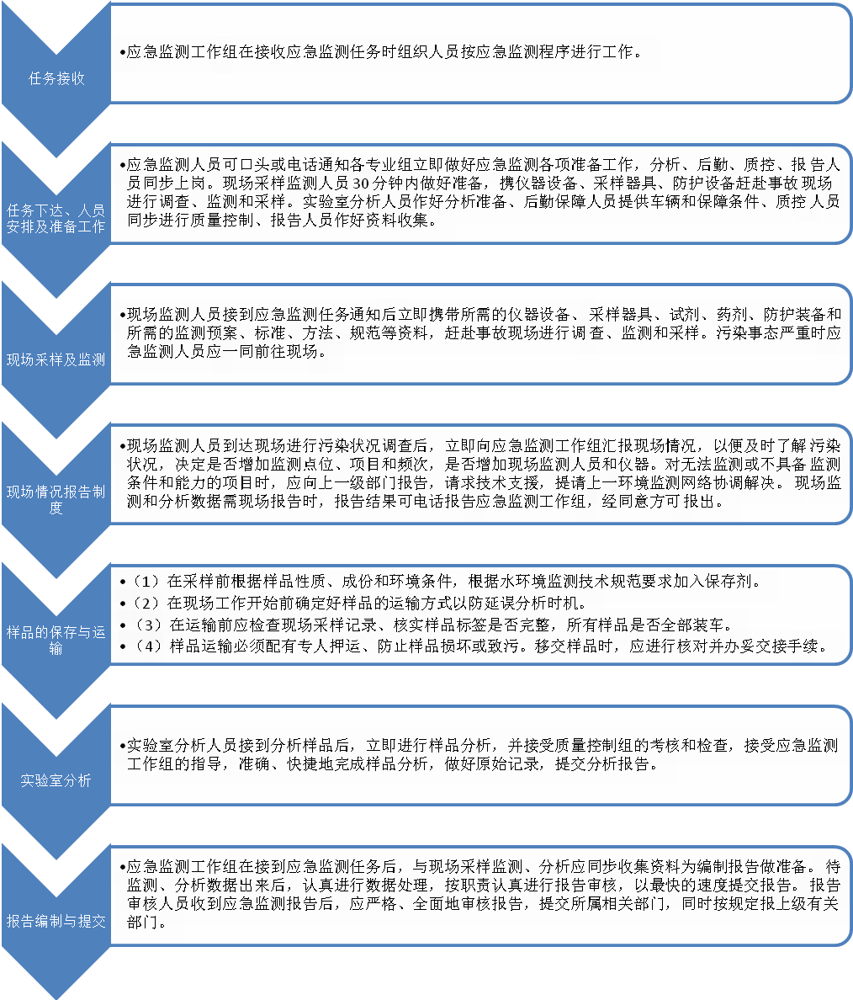 任务接收
•应急监测工作组在接收应急监测任务时组织人员按应急监测程序进行工作。
任务下达、人员
安排及准备工作
•应急监测人员可口头或电话通知各专业组立即做好应急监测各项准备工作，分析、后勤、质控、报告人
员同步上岗。现场采样监测人员30分钟内做好准备，携仪器设备、采样器具、防护设备赶赴事故现场
进行调查、监测和采样。实验室分析人员作好分析准备、后勤保障人员提供车辆和保障条件、质控人员
同步进行质量控制、报告人员作好资料收集。
现场采样及监测
•现场监测人员接到应急监测任务通知后立即携带所需的仪器设备、采样器具、试剂、药剂、防护装备和
所需的监测预案、标准、方法、规范等资料，赶赴事故现场进行调查、监测和采样。污染事态严重时应
急监测人员应一同前往现场。
现场情况报告制
度
•现场监测人员到达现场进行污染状况调查后，立即向应急监测工作组汇报现场情况，以便及时了解污染
状况，决定是否增加监测点位、项目和频次，是否增加现场监测人员和仪器。对无法监测或不具备监测
条件和能力的项目时，应向上一级部门报告，请求技术支援，提请上一环境监测网络协调解决。现场监
测和分析数据需现场报告时，报告结果可电话报告应急监测工作组，经同意方可报出。
样品的保存与运
输
•（1）在采样前根据样品性质、成份和环境条件，根据水环境监测技术规范要求加入保存剂。
•（2）在现场工作开始前确定好样品的运输方式以防延误分析时机。
•（3）在运输前应检查现场采样记录、核实样品标签是否完整，所有样品是否全部装车。
•（4）样品运输必须配有专人押运、防止样品损坏或致污。移交样品时，应进行核对并办妥交接手续。
实验室分析
•实验室分析人员接到分析样品后，立即进行样品分析，并接受质量控制组的考核和检查，接受应急监测
工作组的指导，准确、快捷地完成样品分析，做好原始记录，提交分析报告。
报告编制与提交
•应急监测工作组在接到应急监测任务后，与现场采样监测、分析应同步收集资料为编制报告做准备。待
监测、分析数据出来后，认真进行数据处理，按职责认真进行报告审核，以最快的速度提交报告。报告
审核人员收到应急监测报告后，应严格、全面地审核报告，提交所属相关部门，同时按规定报上级有关
部门。